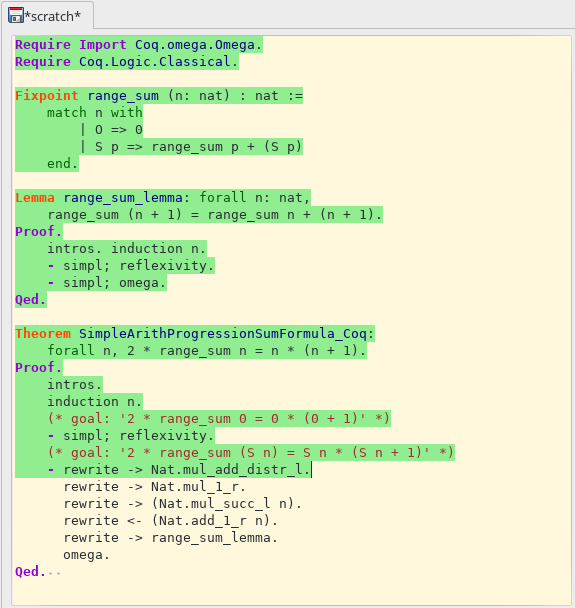 *scratch*
Require Import Coq.omega.Omega.
Require Coq.Logic.Classical.
Fixpoint range_sum (n: nat) : nat :=
    match n with
        | O => 0
        | S p => range_sum p + (S p)
    end.
Lemma range_sum_lemma: forall n: nat,
    range_sum (n + 1) = range_sum n + (n + 1).
Proof.
    intros. induction n.
    - simpl; reflexivity.
    - simpl; omega.
Qed.
Theorem SimpleArithProgressionSumFormula_Coq:
    forall n, 2 * range_sum n = n * (n + 1).
Proof.
    intros.
    induction n.
    (* goal: '2 * range_sum 0 = 0 * (0 + 1)' *)
    - simpl; reflexivity.
    (* goal: '2 * range_sum (S n) = S n * (S n + 1)' *)
    - rewrite -> Nat.mul_add_distr_l.
      rewrite -> Nat.mul_1_r.
      rewrite -> (Nat.mul_succ_l n).
      rewrite <- (Nat.add_1_r n).
      rewrite -> range_sum_lemma.
      omega.
Qed.--